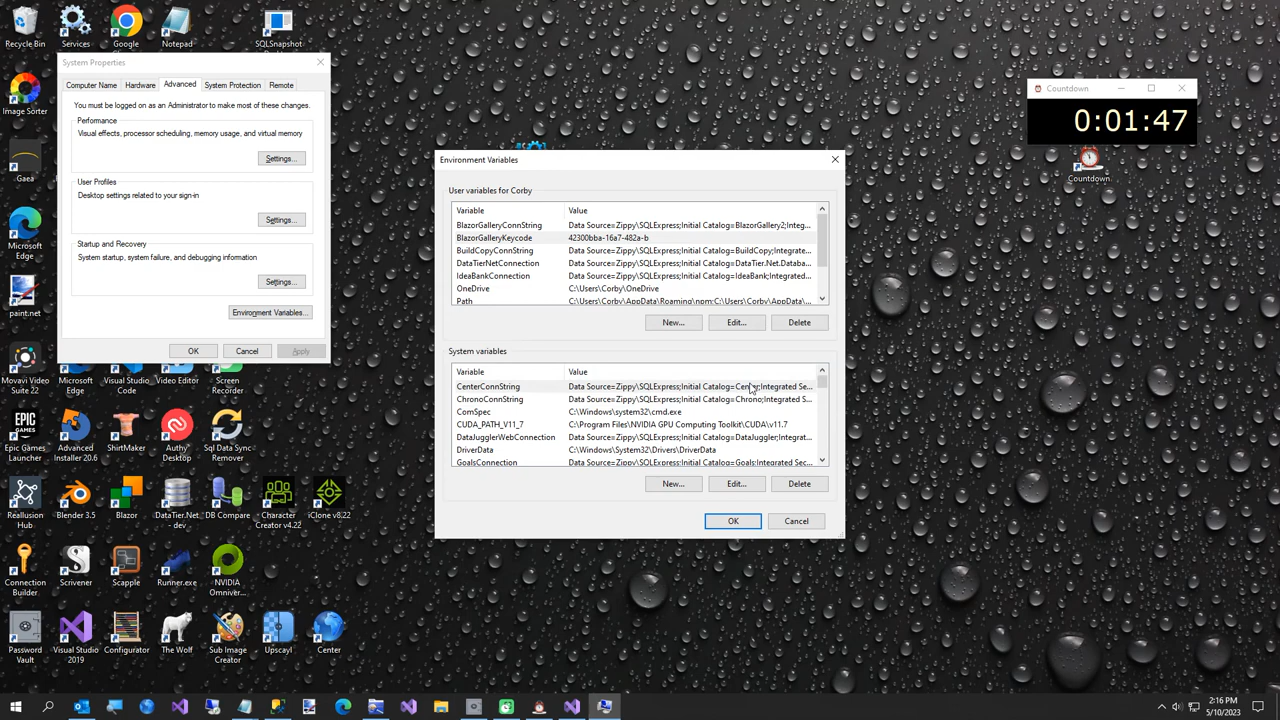 Recycle Bin
Services
Google Chrome
Notepad
SQLSnapshot
Image Sorter
Gaea
Microsoft Edge
paint.net
System Properties
Computer Name
Hardware
Advanced
System Protection
Remote
You must be logged on as an Administrator to make most of these changes.
Performance
Visual effects, processor scheduling, memory usage, and virtual memory
Settings...
User Profiles
Desktop settings related to your sign-in
Settings...
Startup and Recovery
System startup, system failure, and debugging information
Settings...
Environment Variables...
OK
Cancel
Apply
Environment Variables
User variables for Corby
Variable Value
BlazorGalleryConnString Data Source=Zippy\SQLExpress;Initial Catalog=BlazorGallery2;Integ...
BlazorGalleryKeycode 42300bba-16a7-482a-b
BuildCopyConnString Data Source=Zippy\SQLExpress;Initial Catalog=BuildCopy;Integrate...
DataTierNetConnection Data Source=Zippy\SQLExpress;Initial Catalog=DataTier.Net.Databa...
IdeaBankConnection Data Source=Zippy\SQLExpress;Initial Catalog=IdeaBank;Integrated...
OneDrive C:\Users\Corby\OneDrive
Path C:\Users\Corby\AppData\Roaming\npm;C:\Users\Corby\AppData\...
New...
Edit...
Delete
System variables
Variable Value
CenterConnString Data Source=Zippy\SQLExpress;Initial Catalog=Center;Integrated Se...
ChronoConnString Data Source=Zippy\SQLExpress;Initial Catalog=Chrono;Integrated S...
ComSpec C:\Windows\system32\cmd.exe
CUDA_PATH_V11_7 C:\Program Files\NVIDIA GPU Computing Toolkit\CUDA\v11.7
DataJugglerWebConnection Data Source=Zippy\SQLExpress;Initial Catalog=DataJuggler;Integrat...
DriverData C:\Windows\System32\Drivers\DriverData
GoalsConnection Data Source=Zippy\SQLExpress;Initial Catalog=Goals;Integrated Sec...
New...
Edit...
Delete
OK
Cancel
Countdown
0:01:47
Countdown
Movavi Video Suite 22
Microsoft Edge
Visual Studio Code
Video Editor
Screen Recorder
EPIC GAMES
Epic Games Launcher
Advanced Installer 20.6
ShirtMaker
Authy Desktop
Sql Data Sync Remover
Reallusion Hub
Blender 3.5
Blazor
DataTier.Net - dev
DB Compare
Character Creator v4.22
iClone v8.22
Connection Builder
Scrivener
Scapple
Runner.exe
NVIDIA Omniver...
Password Vault
Visual Studio 2019
Configurator
The Wolf
Sub Image Creator
Upscayl
Center
2:16 PM
5/10/2023